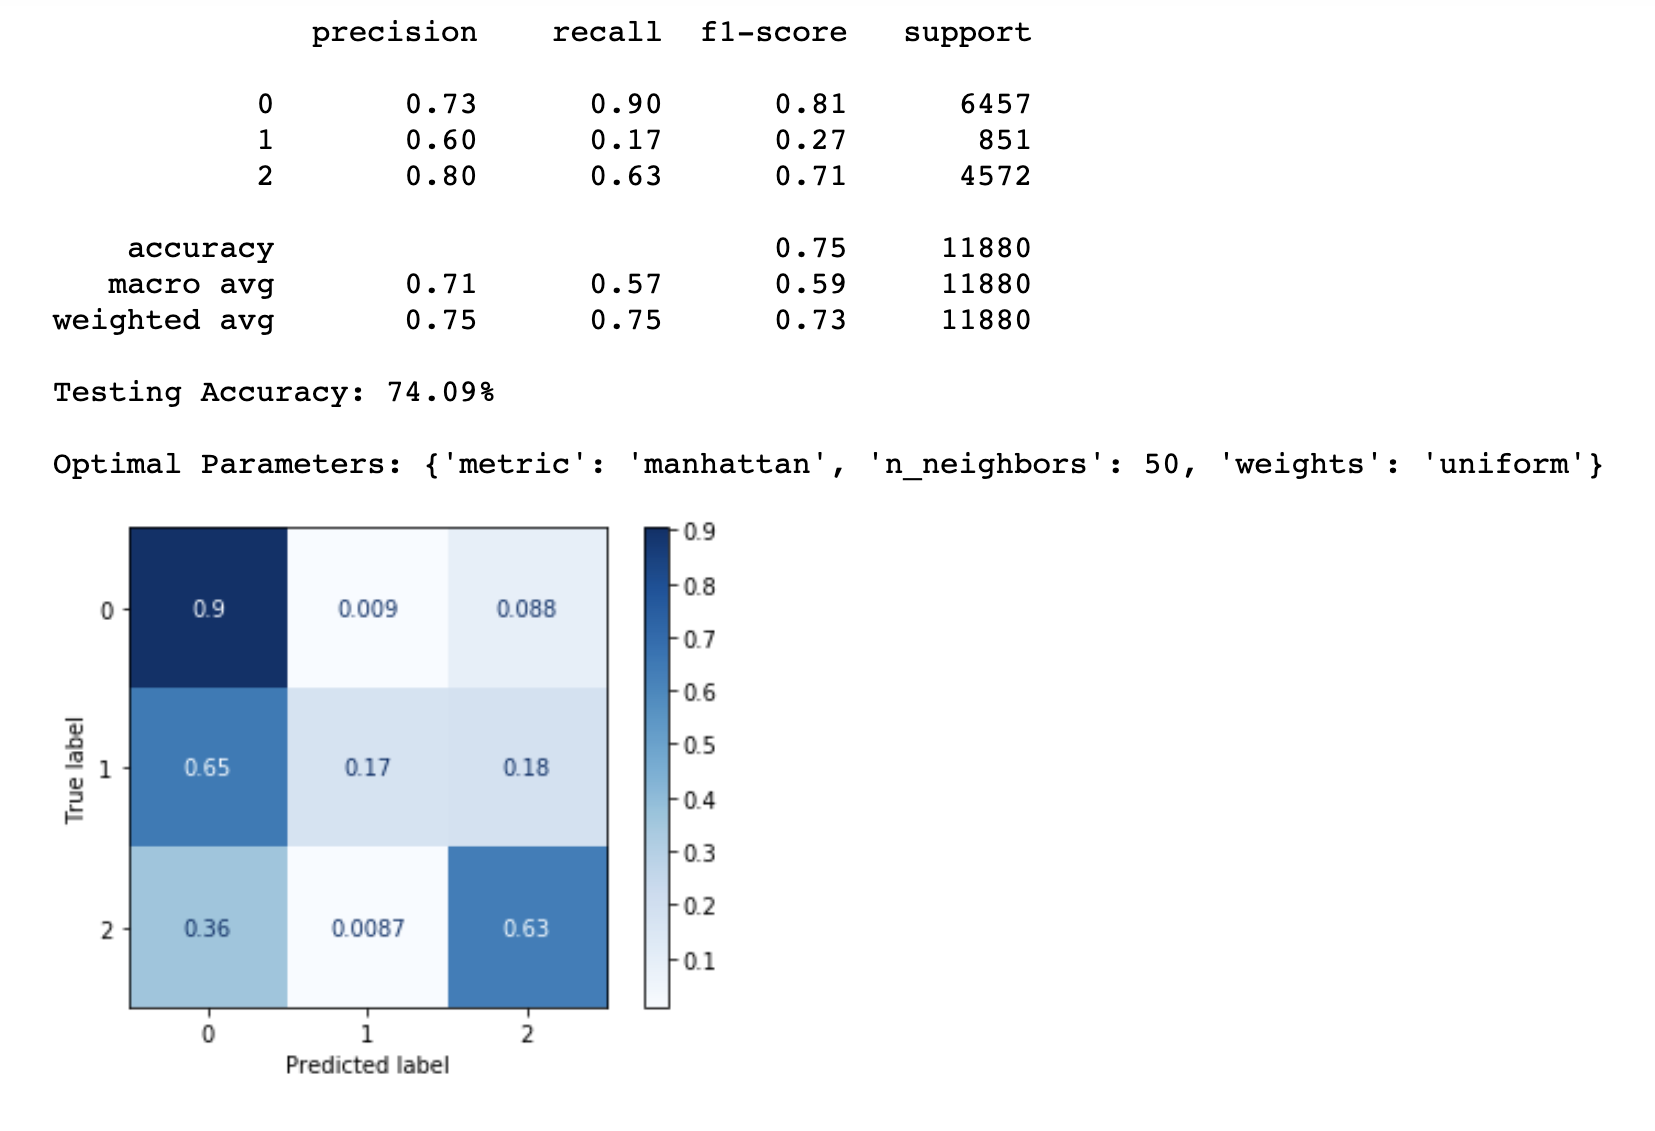 precision recall f1-score support
0 0.73 0.90 0.81 6457
1 0.60 0.17 0.27 851
2 0.80 0.63 0.71 4572
accuracy 0.75 11880
macro avg 0.71 0.57 0.59 11880
weighted avg 0.75 0.75 0.73 11880
Testing Accuracy: 74.09%
Optimal Parameters: {'metric': 'manhattan', 'n_neighbors': 50, 'weights': 'uniform'}
True label
0 0.9 0.009 0.088
1 0.65 0.17 0.18
2 0.36 0.0087 0.63
0 1 2
Predicted label
0.9
0.8
0.7
0.6
0.5
0.4
0.3
0.2
0.1